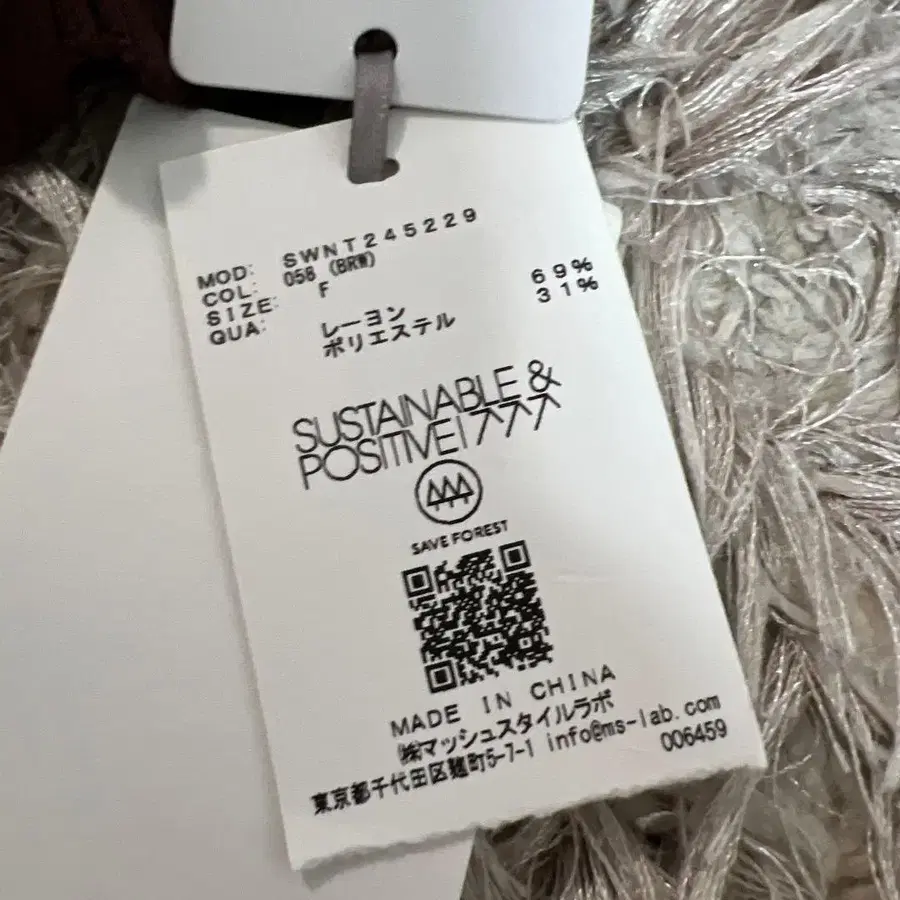 MOD: SWNT245229
COL: 058 (BRW)
SIZE: F
QUA: レーヨン 69%
ポリエステル 31%
SUSTAINABLE &
POSITIVE! ↗↗↗
SAVE FOREST
MADE IN CHINA
㈱マッシュスタイルラボ
東京都千代田区麹町5-7-1 info@ms-lab.com
006459